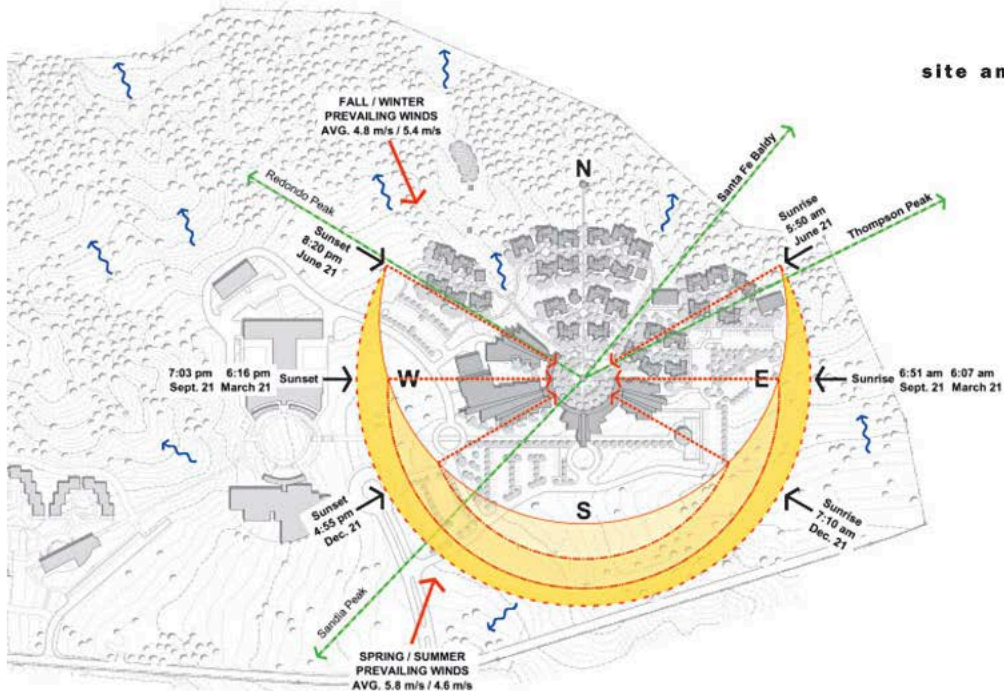 site an
FALL / WINTER
PREVAILING WINDS
AVG. 4.8 m/s / 5.4 m/s
N
Santa Fe Baldy
Redondo Peak
Sunrise
5:50 am
June 21
Thompson Peak
Sunset
8:20 pm
June 21
7:03 pm 6:16 pm
Sept. 21 March 21
Sunset
W
E
Sunrise
6:51 am 6:07 am
Sept. 21 March 21
Sunset
4:55 pm
Dec. 21
S
Sunrise
7:10 am
Dec. 21
Sandia Peak
SPRING / SUMMER
PREVAILING WINDS
AVG. 5.8 m/s / 4.6 m/s